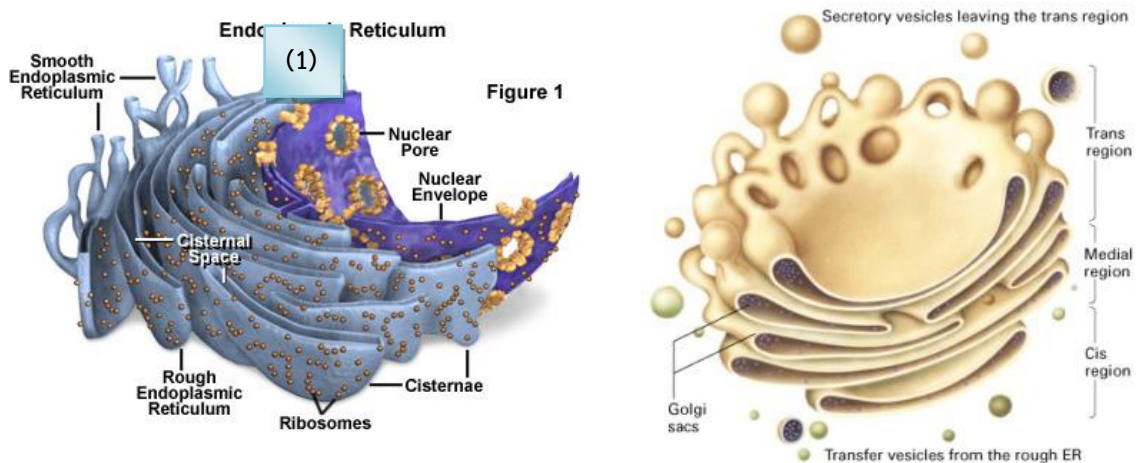 Endoplasmic Reticulum
(1)
Smooth
Endoplasmic
Reticulum
Figure 1
Nuclear
Pore
Nuclear
Envelope
Cisternal
Space
Rough
Endoplasmic
Reticulum
Ribosomes
Cisternae
Secretory vesicles leaving the trans region
Trans
region
Medial
region
Cis
region
Golgi
sacs
Transfer vesicles from the rough ER